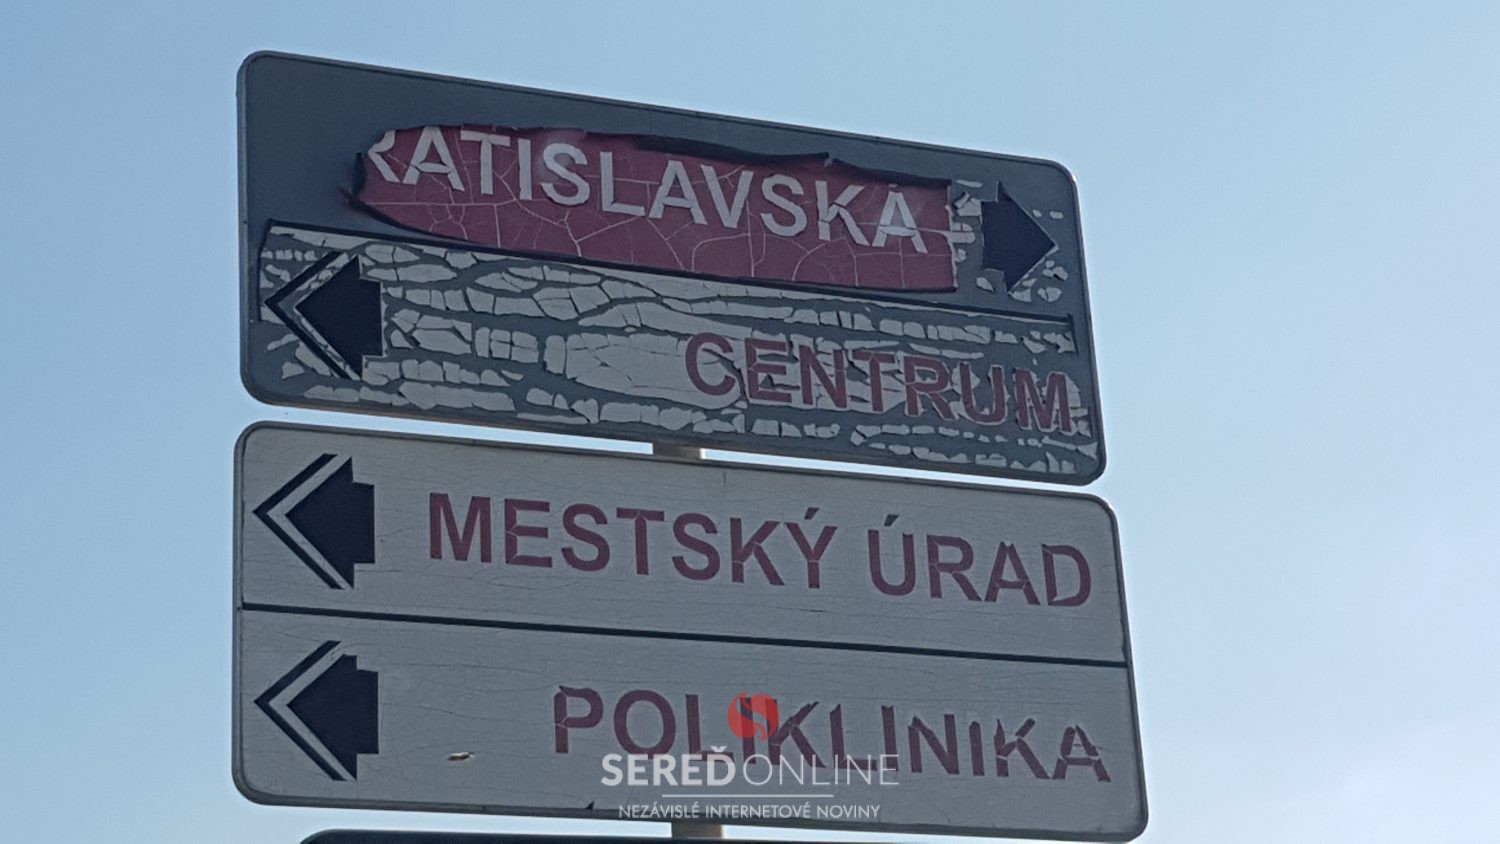 RATISLAVSKÁ
CENTRUM
MESTSKÝ ÚRAD
POLIKLINIKA
SEREĎONLINE
NEZÁVISLÉ INTERNETOVÉ NOVINY